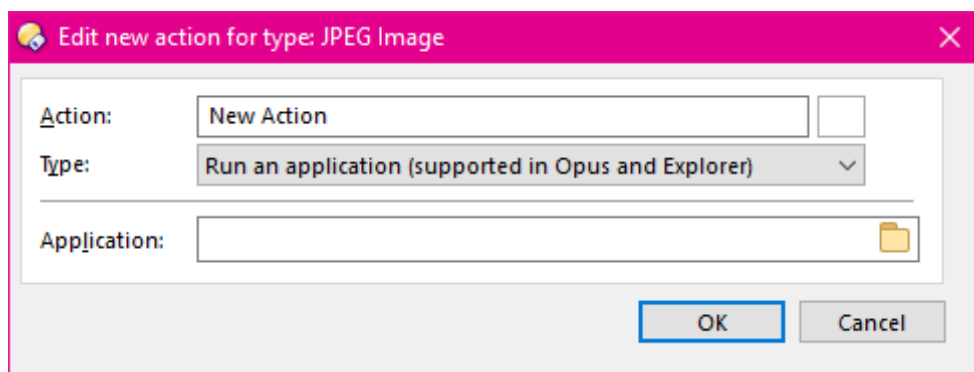 Edit new action for type: JPEG Image
Action: New Action
Type: Run an application (supported in Opus and Explorer)
Application:
OK Cancel